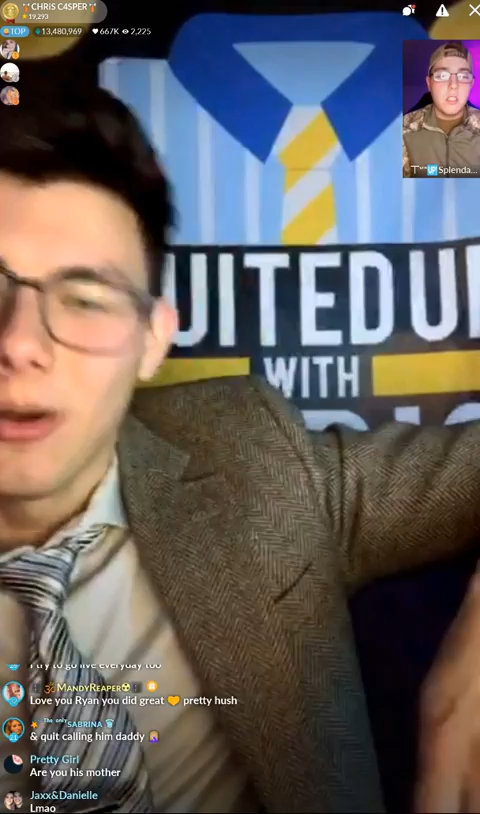 CHRiS C4SPER
19,293
TOP 13,480,969 667K 2,225
UP Splenda...
UITED U
WITH
I try to go live everyday too
MANDYREAPER
Love you Ryan you did great 🧡 pretty hush
The only SABRINA
& quit calling him daddy 🤦‍♀️
Pretty Girl
Are you his mother
Jaxx&Danielle
Lmao